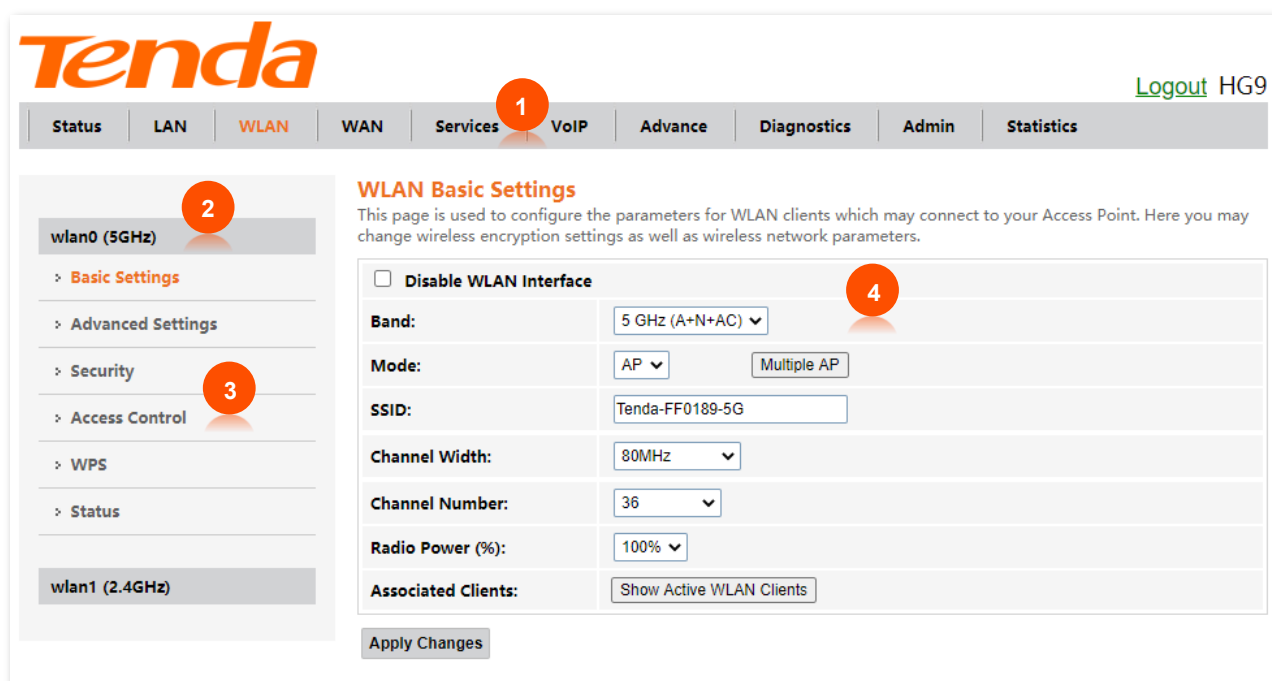 Tenda
Logout HG9
Status LAN WLAN WAN Services VoIP Advance Diagnostics Admin Statistics
1
2
wlan0 (5GHz)
Basic Settings
Advanced Settings
Security
3
Access Control
WPS
Status
wlan1 (2.4GHz)
WLAN Basic Settings
This page is used to configure the parameters for WLAN clients which may connect to your Access Point. Here you may
change wireless encryption settings as well as wireless network parameters.
Disable WLAN Interface
4
Band: 5 GHz (A+N+AC)
Mode: AP Multiple AP
SSID: Tenda-FF0189-5G
Channel Width: 80MHz
Channel Number: 36
Radio Power (%): 100%
Associated Clients: Show Active WLAN Clients
Apply Changes